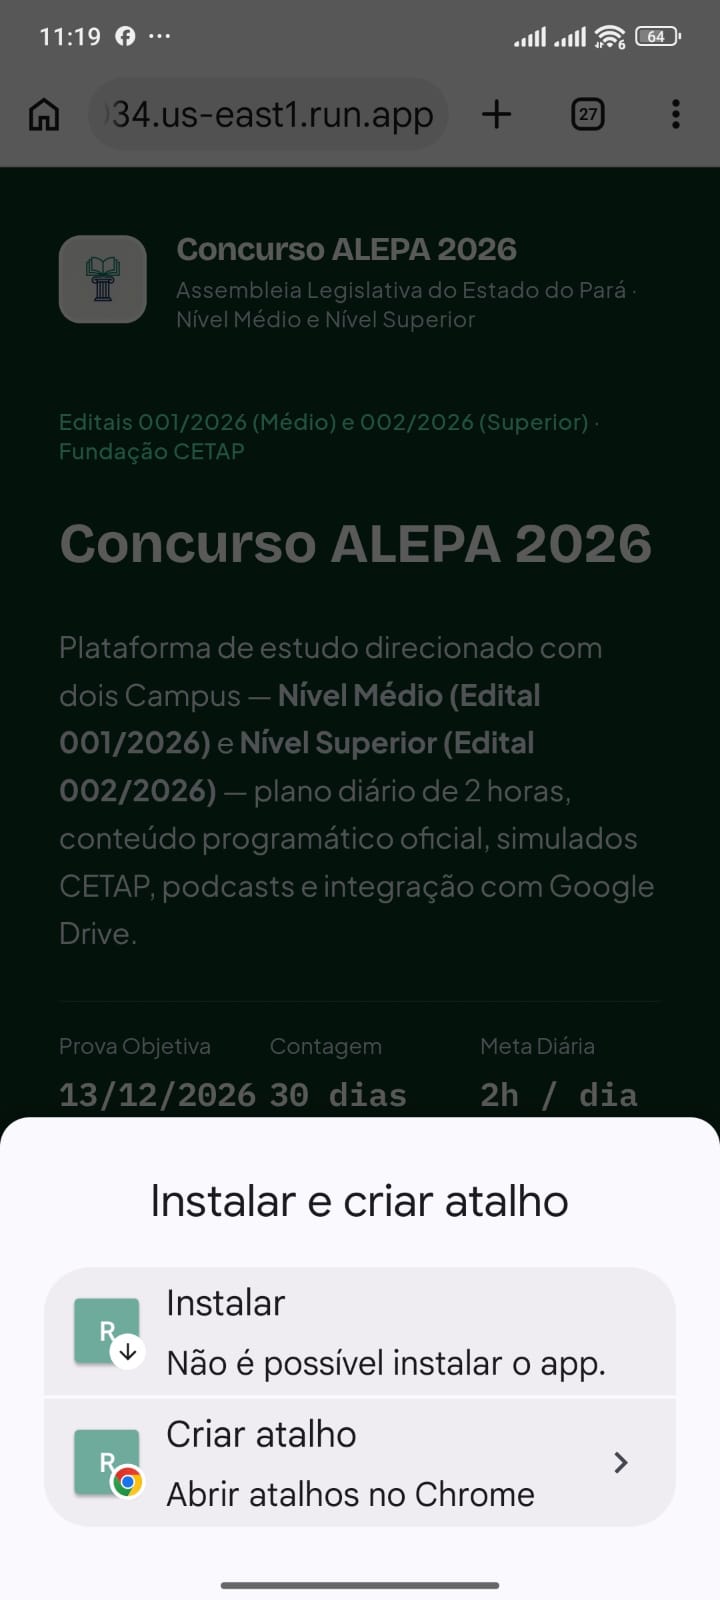 11:19
64
34.us-east1.run.app
27
Concurso ALEPA 2026
Assembleia Legislativa do Estado do Pará ·
Nível Médio e Nível Superior
Editais 001/2026 (Médio) e 002/2026 (Superior) ·
Fundação CETAP
Concurso ALEPA 2026
Plataforma de estudo direcionado com
dois Campus — Nível Médio (Edital
001/2026) e Nível Superior (Edital
002/2026) — plano diário de 2 horas,
conteúdo programático oficial, simulados
CETAP, podcasts e integração com Google
Drive.
Prova Objetiva Contagem Meta Diária
13/12/2026 30 dias 2h / dia
Instalar e criar atalho
R
Instalar
Não é possível instalar o app.
R
Criar atalho
Abrir atalhos no Chrome